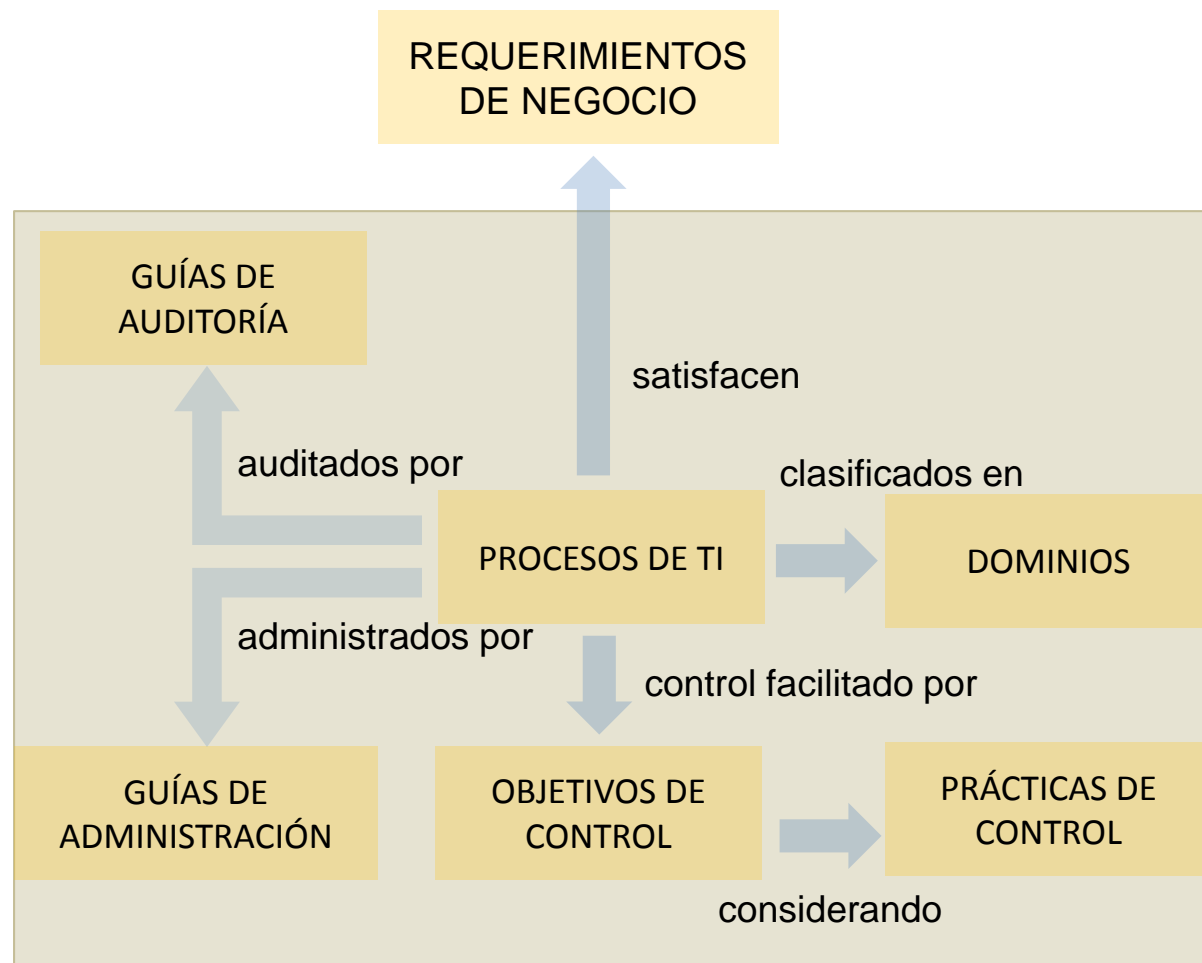 REQUERIMIENTOS
DE NEGOCIO
GUÍAS DE
AUDITORÍA
satisfacen
auditados por
clasificados en
PROCESOS DE TI
DOMINIOS
administrados por
control facilitado por
GUÍAS DE
ADMINISTRACIÓN
OBJETIVOS DE
CONTROL
PRÁCTICAS DE
CONTROL
considerando